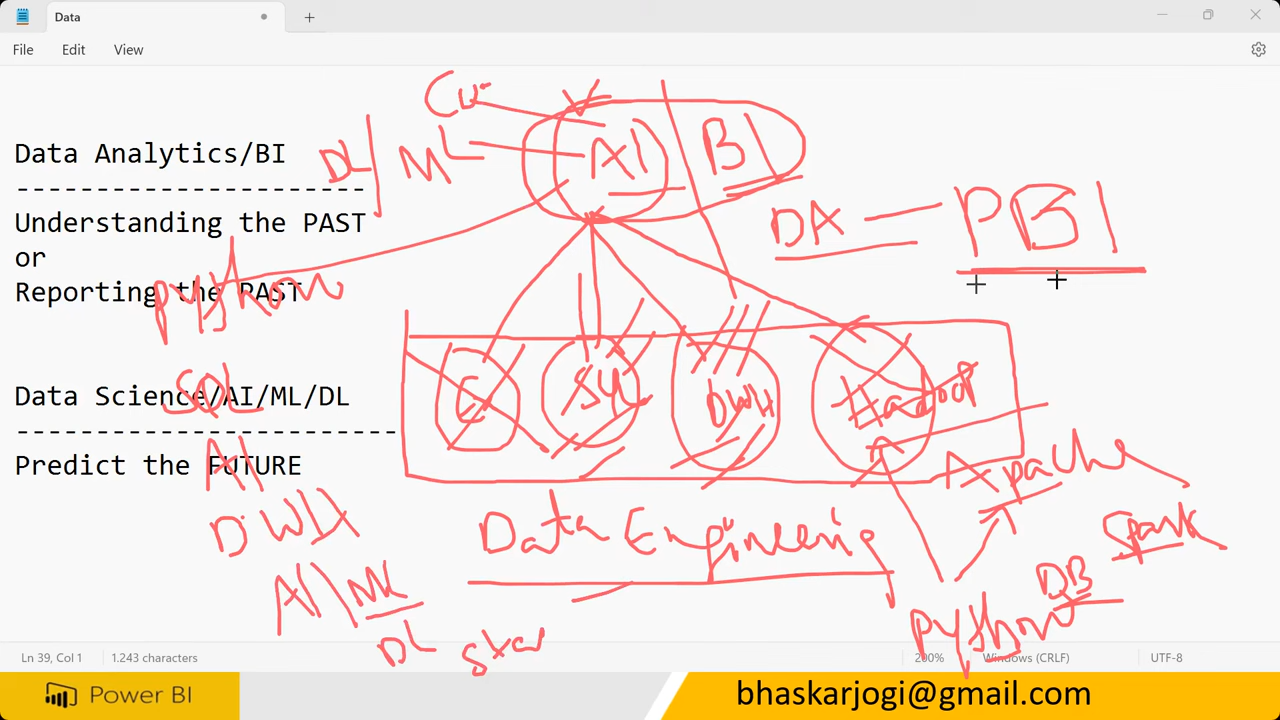 Data
File Edit View
Data Analytics/BI
-----------------------
Understanding the PAST
or
Reporting the PAST
Data Science/AI/ML/DL
-------------------------
Predict the FUTURE
DL/ML
AI
BI
DA — PBI
Python
SQL
AI
DWH
AI/ML
DL
DWH
Hadoop
Data Engineering
Apache
Spark
Python
DB
Ln 39, Col 1
1.243 characters
200%
Windows (CRLF)
UTF-8
Power BI
bhaskarjogi@gmail.com